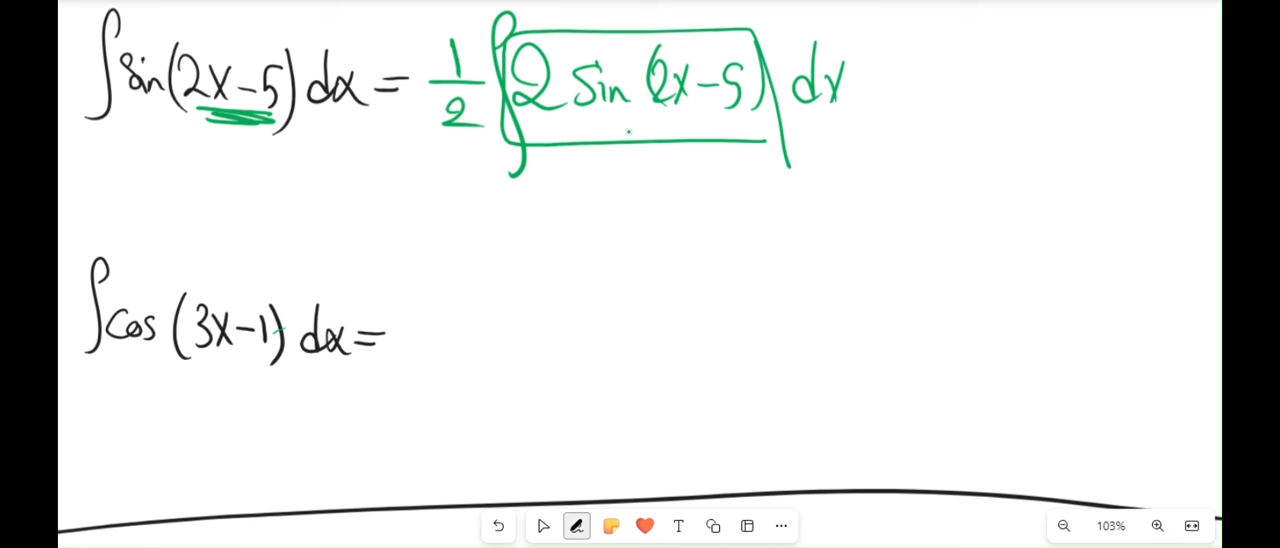 ∫sin(2x-5)dx = 1/2 ∫2 sin(2x-5) dx
∫cos(3x-1) dx =
T ... 103%